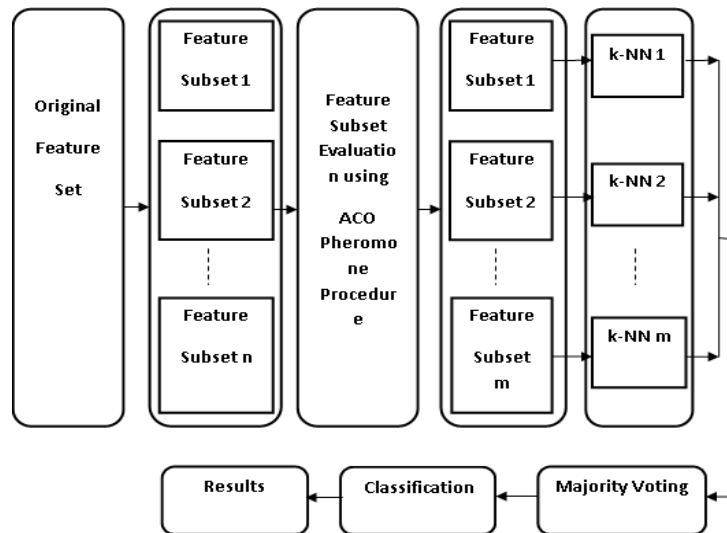 Original
Feature
Set
Feature
Subset 1
Feature
Subset 2
Feature
Subset n
Feature
Subset
Evaluatio
n using
ACO
Pheromo
ne
Procedur
e
Feature
Subset 1
Feature
Subset 2
Feature
Subset
m
k-NN 1
k-NN 2
k-NN m
Results
Classification
Majority Voting